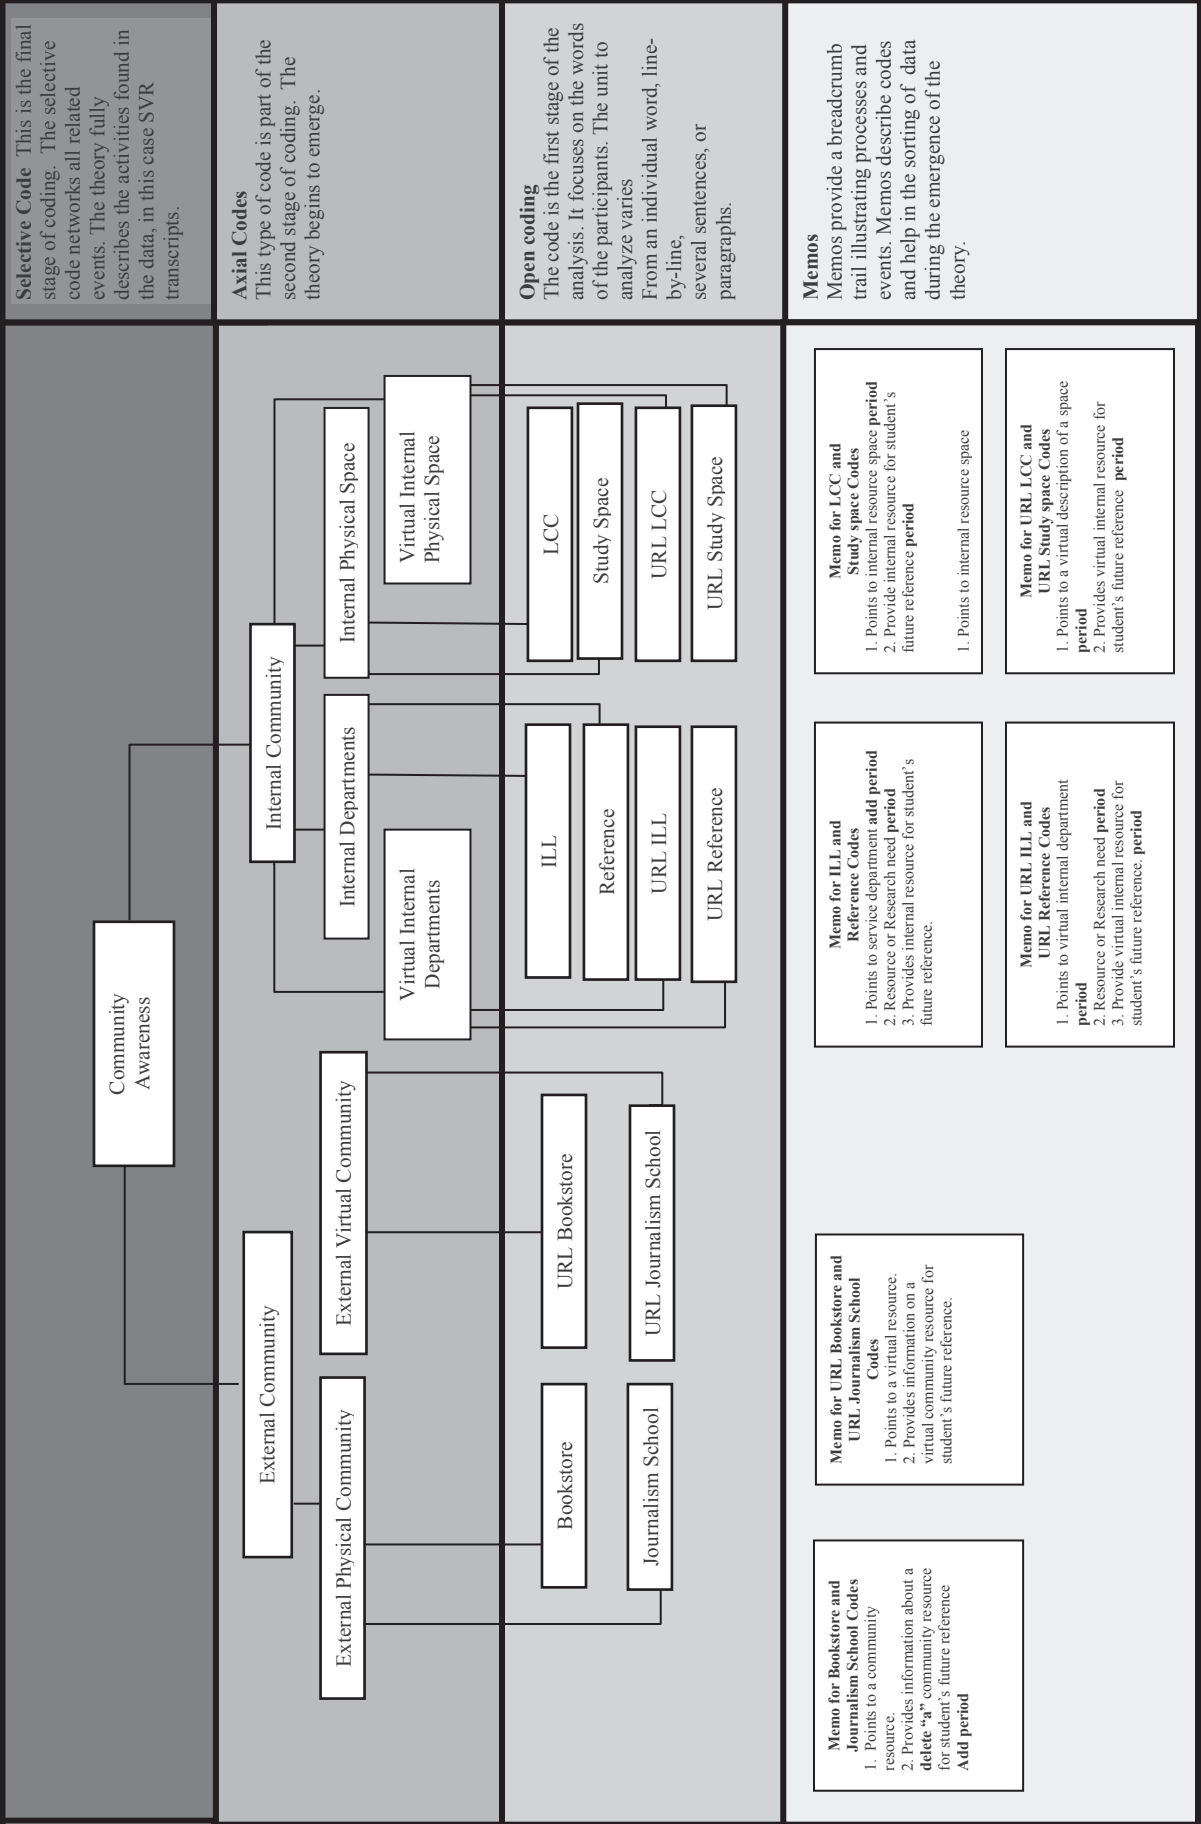 Community
Awareness
Selective Code This is the final
stage of coding. The selective
code networks all related
events. The theory fully
describes the activities found in
the data, in this case SVR
transcripts.
External Community
Internal Community
External Physical Community
External Virtual Community
Internal Departments
Internal Physical Space
Virtual Internal
Departments
Virtual Internal
Physical Space
Axial Codes
This type of code is part of the
second stage of coding. The
theory begins to emerge.
Bookstore
URL Bookstore
ILL
LCC
Reference
Study Space
Journalism School
URL Journalism School
URL ILL
URL LCC
URL Reference
URL Study Space
Open coding
The code is the first stage of the
analysis. It focuses on the words
of the participants. The unit to
analyze varies
From an individual word, line-
by-line,
several sentences, or
paragraphs.
Memo for Bookstore and
Journalism School Codes
1. Points to a community
resource.
2. Provides information about a
delete “a” community resource
for student’s future reference
Add period
Memo for URL Bookstore and
URL Journalism School
Codes
1. Points to a virtual resource.
2. Provides information on a
virtual community resource for
student’s future reference.
Memo for ILL and
Reference Codes
1. Points to service department add period
2. Resource or Research need period
3. Provides internal resource for student’s
future reference.
Memo for LCC and
Study space Codes
1. Points to internal resource space period
2. Provide internal resource for student’s
future reference period
1. Points to internal resource space
Memo for URL ILL and
URL Reference Codes
1. Points to virtual internal department
period
2. Resource or Research need period
3. Provide virtual internal resource for
student’s future reference. period
Memo for URL LCC and
URL Study space Codes
1. Points to a virtual description of a space
period
2. Provides virtual internal resource for
student’s future reference period
Memos
Memos provide a breadcrumb
trail illustrating processes and
events. Memos describe codes
and help in the sorting of data
during the emergence of the
theory.